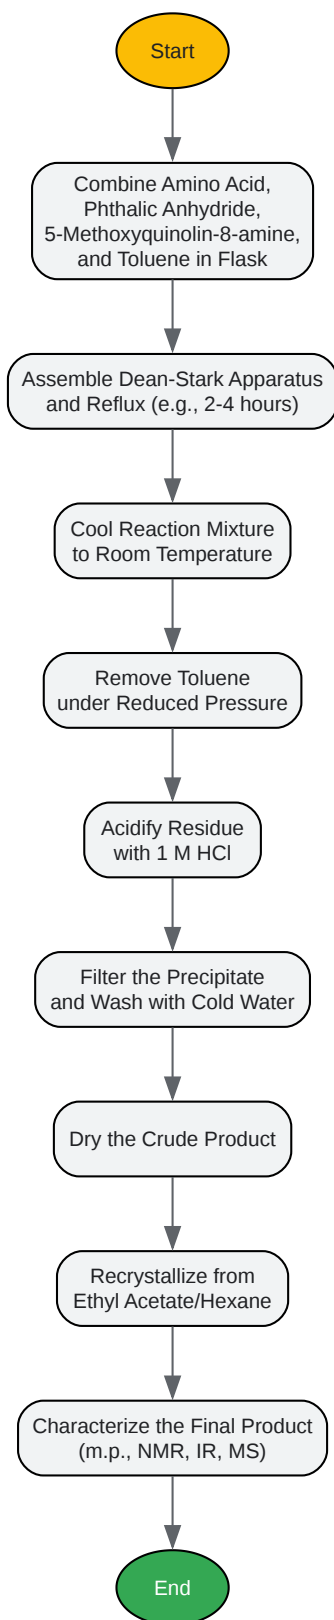 Start
Combine Amino Acid,
Phthalic Anhydride,
5-Methoxyquinolin-8-amine,
and Toluene in Flask
Assemble Dean-Stark Apparatus
and Reflux (e.g., 2-4 hours)
Cool Reaction Mixture
to Room Temperature
Remove Toluene
under Reduced Pressure
Acidify Residue
with 1 M HCl
Filter the Precipitate
and Wash with Cold Water
Dry the Crude Product
Recrystallize from
Ethyl Acetate/Hexane
Characterize the Final Product
(m.p., NMR, IR, MS)
End